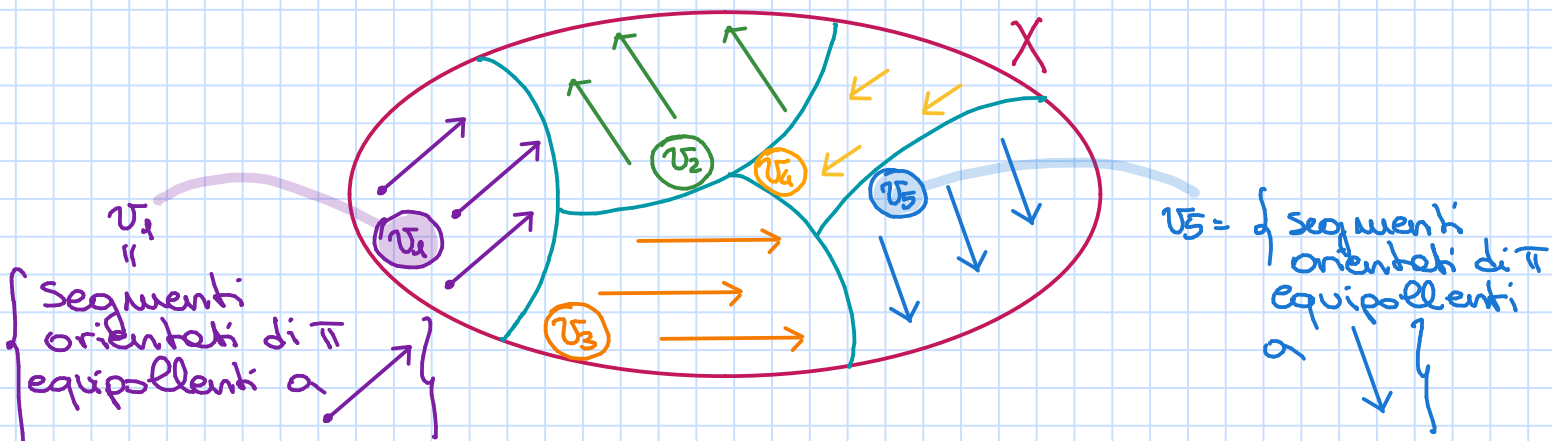 X
v₂
v₄
v₅
v₁
v₃
v₁
=
{ segmenti
orientati di π
equipollenti a }
v₅ = { segmenti
orientati di π
equipollenti
a }